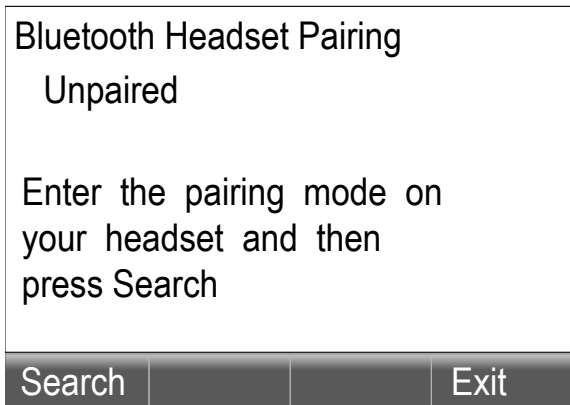 Bluetooth Headset Pairing
Unpaired
Enter the pairing mode on
your headset and then
press Search
Search Exit